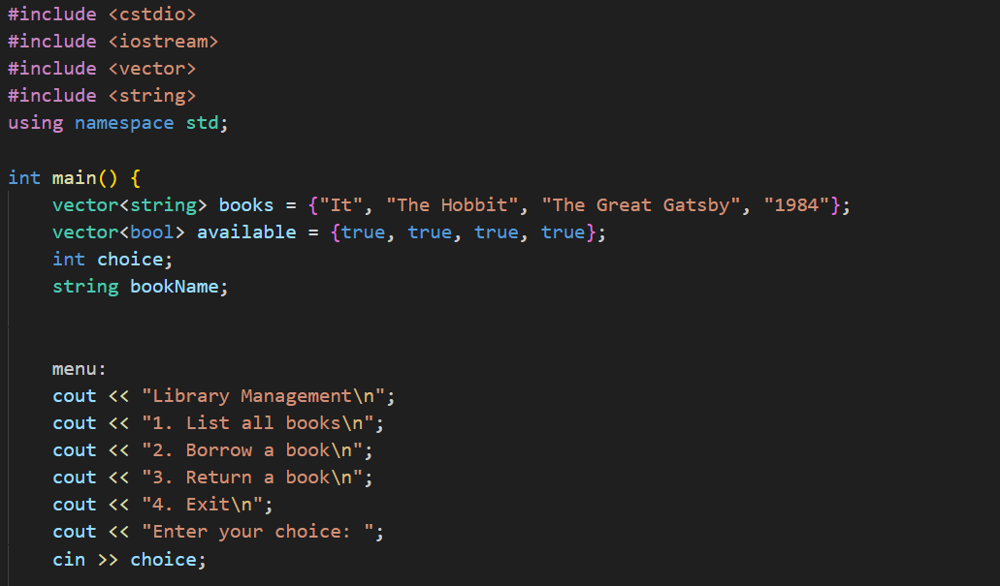 #include <cstdio>
#include <iostream>
#include <vector>
#include <string>
using namespace std;
int main() {
vector<string> books = {"It", "The Hobbit", "The Great Gatsby", "1984"};
vector<bool> available = {true, true, true, true};
int choice;
string bookName;
menu:
cout << "Library Management\n";
cout << "1. List all books\n";
cout << "2. Borrow a book\n";
cout << "3. Return a book\n";
cout << "4. Exit\n";
cout << "Enter your choice: ";
cin >> choice;